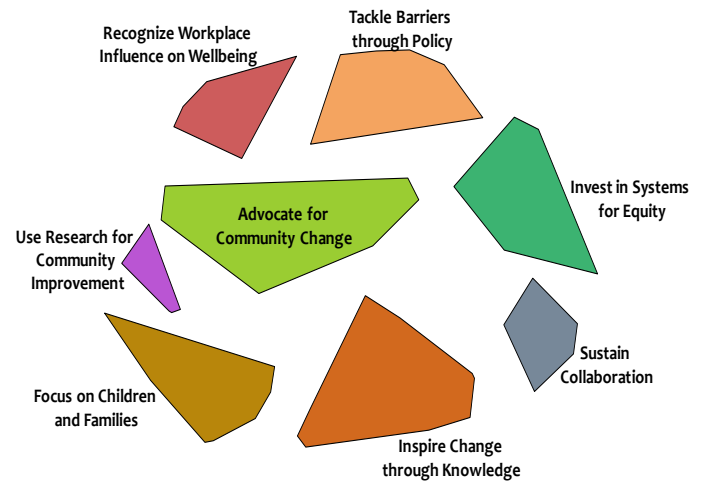 Recognize Workplace
Influence on Wellbeing
Tackle Barriers
through Policy
Invest in Systems
for Equity
Advocate for
Community Change
Use Research for
Community
Improvement
Sustain
Collaboration
Focus on Children
and Families
Inspire Change
through Knowledge